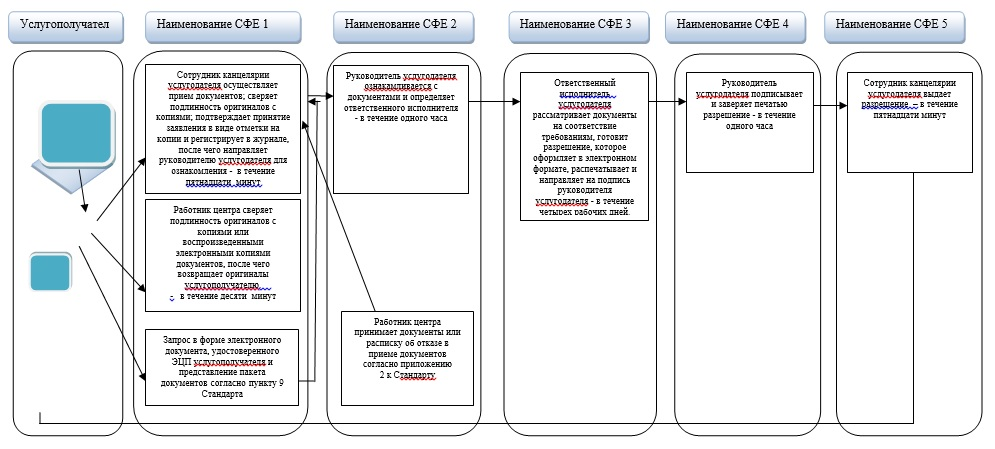 Услугополучател
Наименование СФЕ 1
Наименование СФЕ 2
Наименование СФЕ 3
Наименование СФЕ 4
Наименование СФЕ 5
Сотрудник канцелярии
услугодателя осуществляет
прием документов; сверяет
подлинность оригиналов с
копиями; подтверждает принятие
заявления в виде отметки на
копии и регистрирует в журнале,
после чего направляет
руководителю услугодателя для
ознакомления - в течение
пятнадцати минут.
Работник центра сверяет
подлинность оригиналов с
копиями или
воспроизведенными
электронными копиями
документов, после чего
возвращает оригиналы
услугополучателю.
- в течение десяти минут
Запрос в форме электронного
документа, удостоверенного
ЭЦП услугополучателя и
представление пакета
документов согласно пункту 9
Стандарта
Руководитель услугодателя
ознакамливается с
документами и определяет
ответственного исполнителя
- в течение одного часа
Работник центра
принимает документы или
расписку об отказе в
приеме документов
согласно приложению
2 к Стандарту.
Ответственный
исполнитель
услугодателя
рассматривает документы
на соответствие
требованиям, готовит
разрешение, которое
оформляет в электронном
формате, распечатывает и
направляет на подпись
руководителя
услугодателя - в течение
четырех рабочих дней.
Руководитель
услугодателя подписывает
и заверяет печатью
разрешение - в течение
одного часа
Сотрудник канцелярии
услугодателя выдает
разрешение – в течение
пятнадцати минут